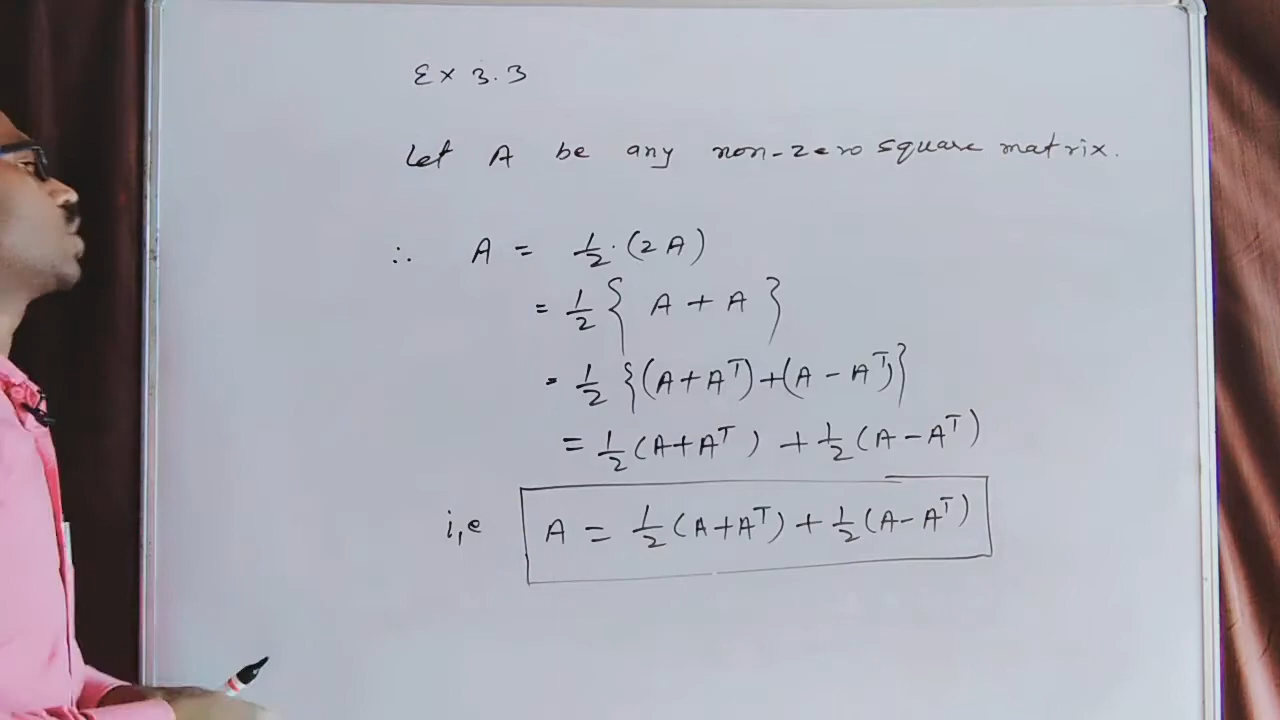 Ex 3.3
Let A be any non-zero square matrix.
∴ A = 1/2 · (2A)
= 1/2 { A + A }
= 1/2 {(A+Aᵀ)+(A - Aᵀ)}
= 1/2 (A+Aᵀ) + 1/2 (A-Aᵀ)
i,e A = 1/2 (A+Aᵀ) + 1/2 (A-Aᵀ)